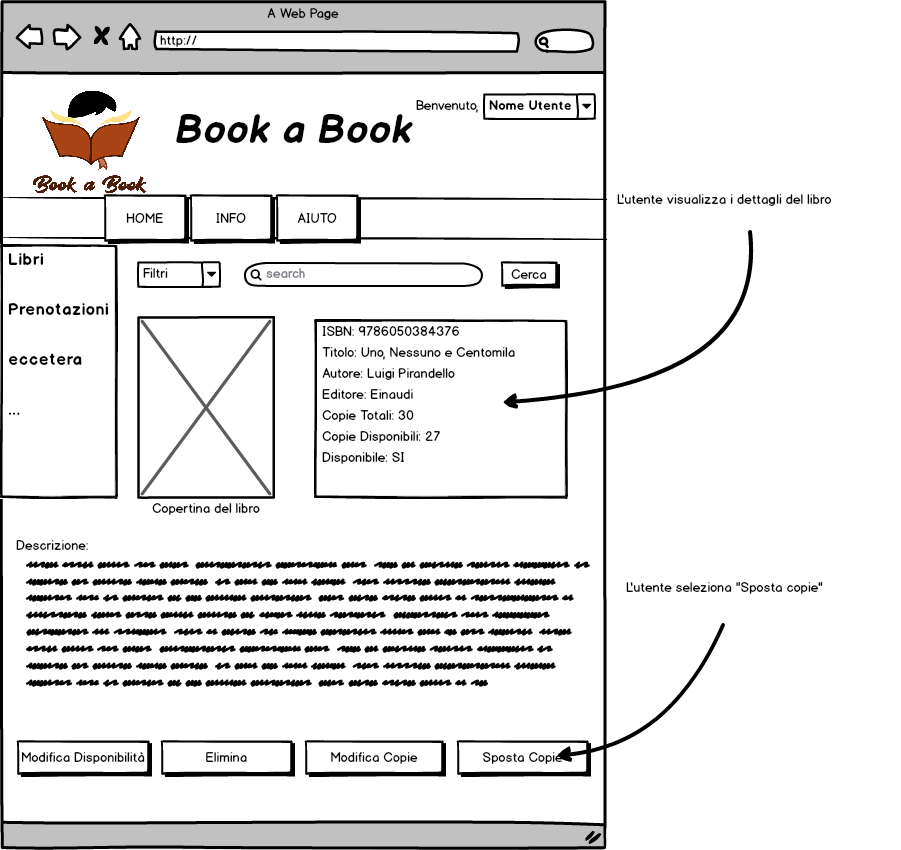 A Web Page
http://
Book a Book
Benvenuto, Nome Utente
Book a Book
HOME INFO AIUTO
L'utente visualizza i dettagli del libro
Libri
Prenotazioni
eccetera
...
Filtri search Cerca
ISBN: 9786050384376
Titolo: Uno, Nessuno e Centomila
Autore: Luigi Pirandello
Editore: Einaudi
Copie Totali: 30
Copie Disponibili: 27
Disponibile: SI
Copertina del libro
Descrizione:
L'utente seleziona "Sposta copie"
Modifica Disponibilità Elimina Modifica Copie Sposta Copie